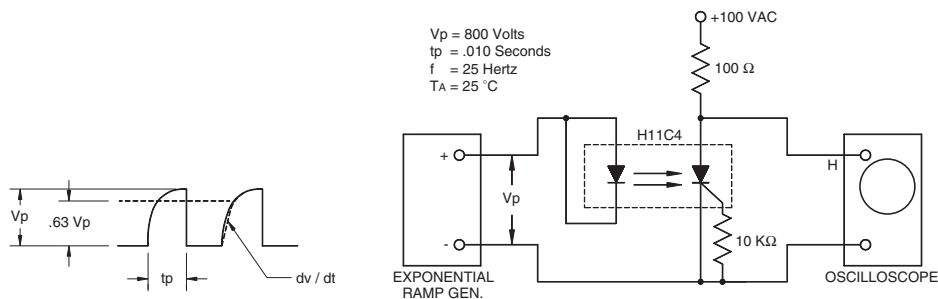 Vp = 800 Volts
tp = .010 Seconds
f = 25 Hertz
TA = 25 °C
+100 VAC
100 Ω
H11C4
+
Vp
-
H
10 KΩ
EXPONENTIAL
RAMP GEN.
OSCILLOSCOPE
Vp
.63 Vp
tp
dv / dt